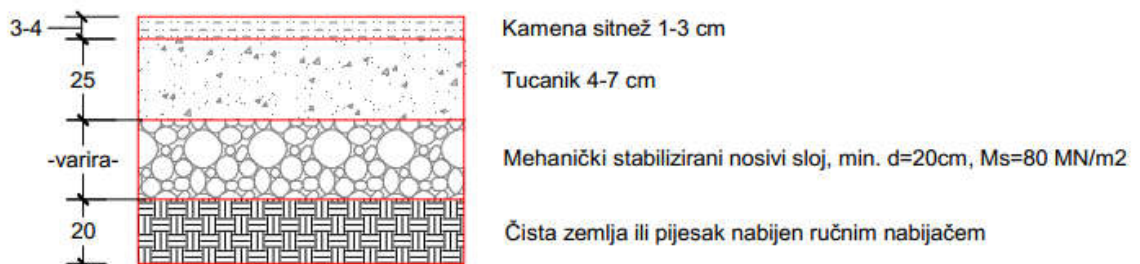 3-4 Kamena sitnež 1-3 cm
25 Tucanik 4-7 cm
-varira- Mehanički stabilizirani nosivi sloj, min. d=20cm, Ms=80 MN/m2
20 Čista zemlja ili pijesak nabijen ručnim nabijačem